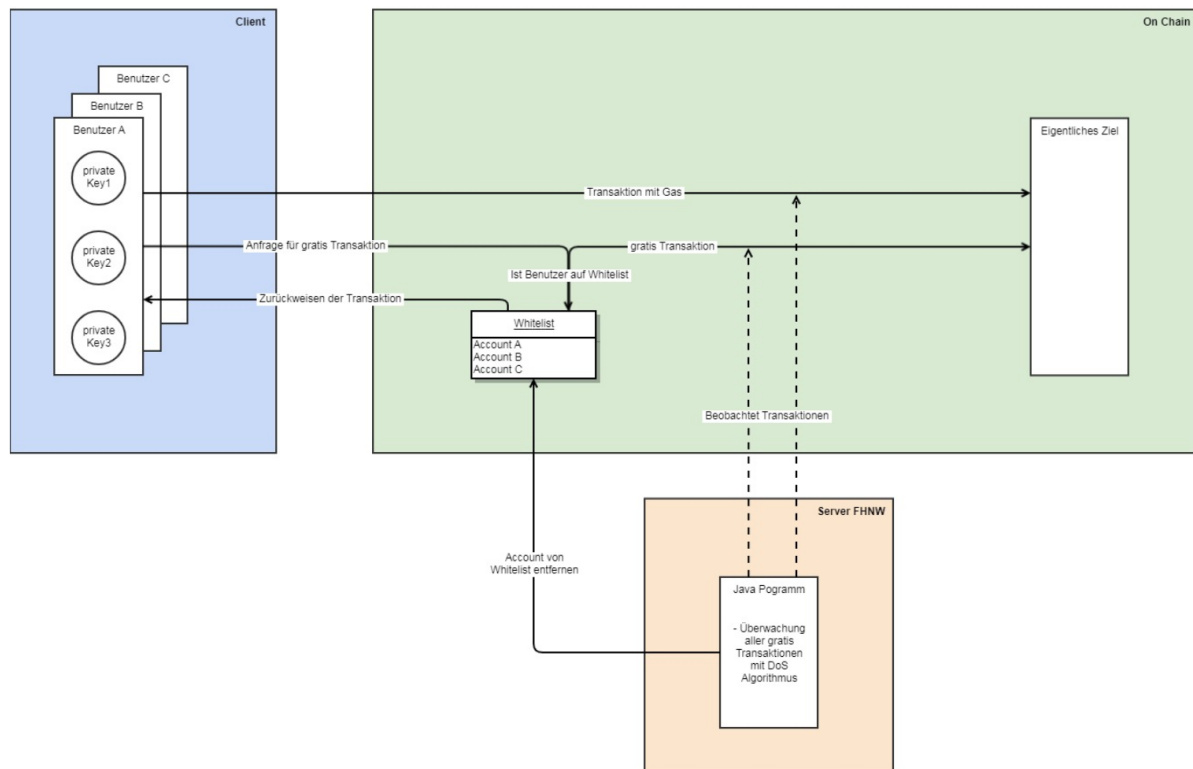 Client
On Chain
Benutzer C
Benutzer B
Benutzer A
private
Key1
private
Key2
private
Key3
Eigentliches Ziel
Transaktion mit Gas
Anfrage für gratis Transaktion
gratis Transaktion
Ist Benutzer auf Whitelist
Zurückweisen der Transaktion
Whitelist
Account A
Account B
Account C
Beobachtet Transaktionen
Server FHNW
Account von
Whitelist entfernen
Java Pogramm
- Überwachung
aller gratis
Transaktionen
mit DoS
Algorithmus